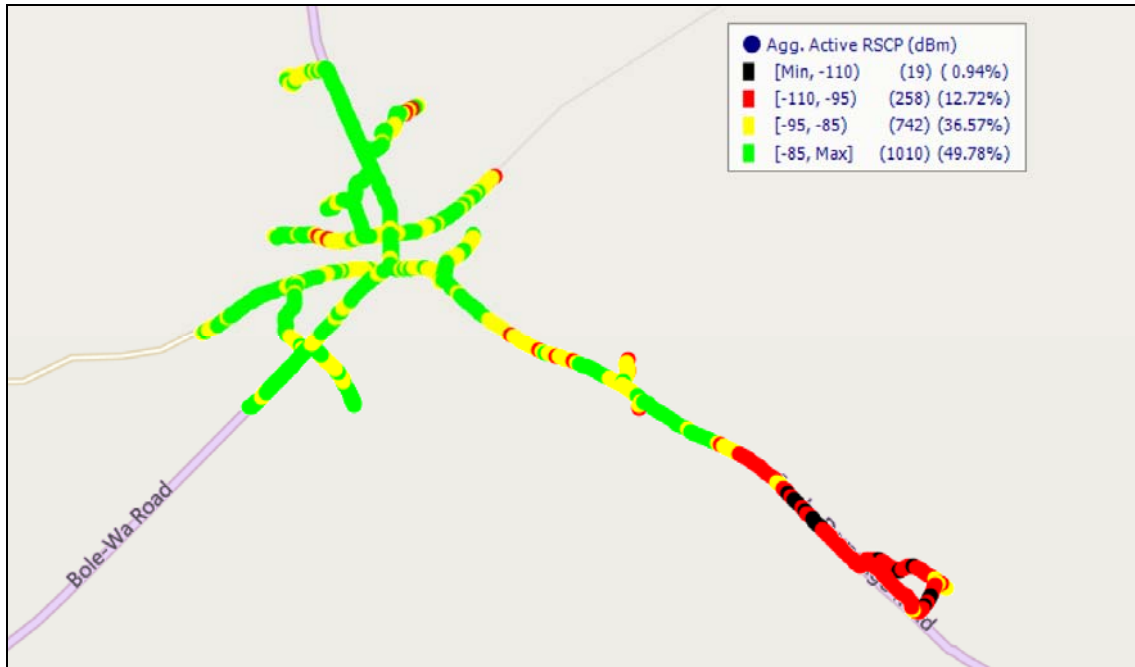 Agg. Active RSCP (dBm)
[Min, -110) (19) ( 0.94%)
[-110, -95) (258) (12.72%)
[-95, -85) (742) (36.57%)
[-85, Max] (1010) (49.78%)
Bole-Wa Road